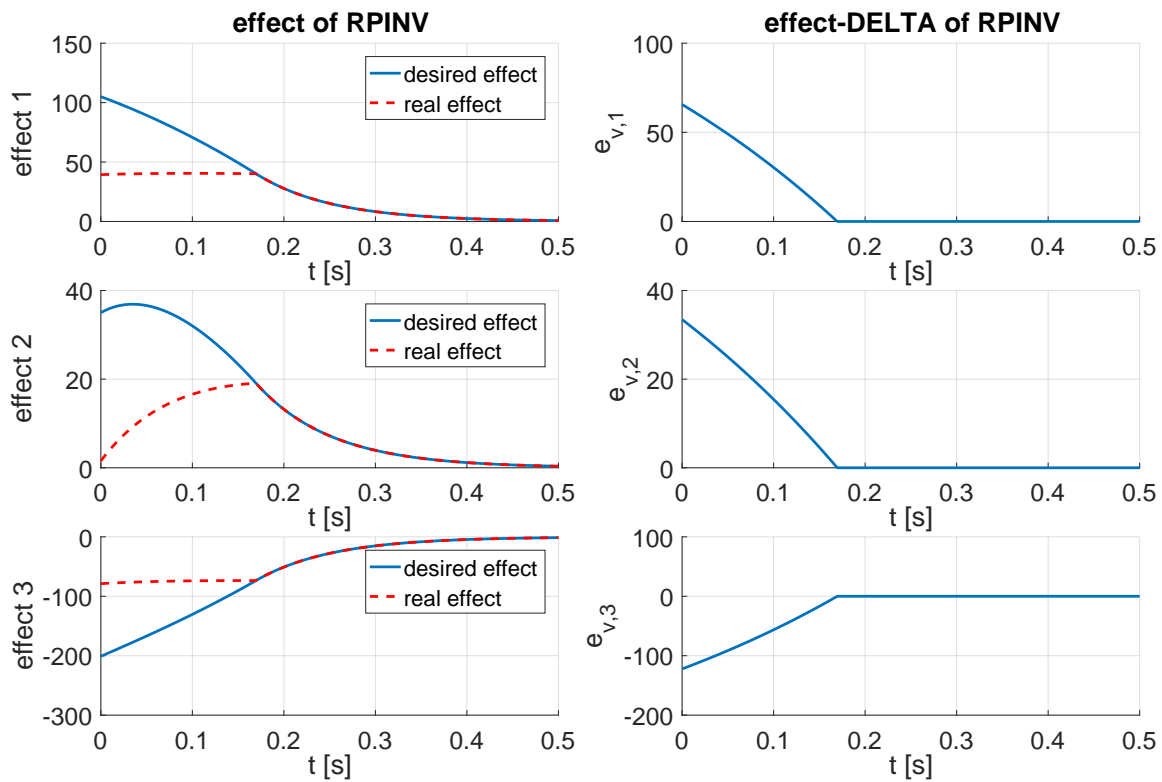 effect of RPINV
150
100
50
0
effect 1
desired effect
real effect
0 0.1 0.2 0.3 0.4 0.5
t [s]
effect-DELTA of RPINV
100
50
0
e_{v,1}
0 0.1 0.2 0.3 0.4 0.5
t [s]
40
20
0
effect 2
desired effect
real effect
0 0.1 0.2 0.3 0.4 0.5
t [s]
40
20
0
e_{v,2}
0 0.1 0.2 0.3 0.4 0.5
t [s]
0
-100
-200
-300
effect 3
desired effect
real effect
0 0.1 0.2 0.3 0.4 0.5
t [s]
100
0
-100
-200
e_{v,3}
0 0.1 0.2 0.3 0.4 0.5
t [s]